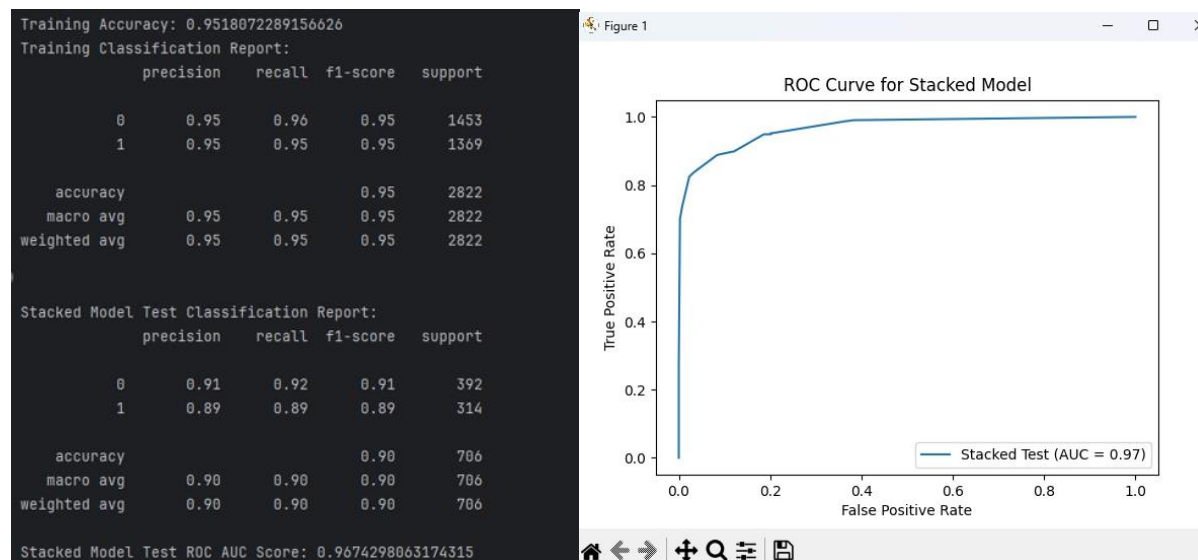 Training Accuracy: 0.9518072289156626
Training Classification Report:
precision recall f1-score support
0 0.95 0.96 0.95 1453
1 0.95 0.95 0.95 1369
accuracy 0.95 2822
macro avg 0.95 0.95 0.95 2822
weighted avg 0.95 0.95 0.95 2822
Stacked Model Test Classification Report:
precision recall f1-score support
0 0.91 0.92 0.91 392
1 0.89 0.89 0.89 314
accuracy 0.90 706
macro avg 0.90 0.90 0.90 706
weighted avg 0.90 0.90 0.90 706
Stacked Model Test ROC AUC Score: 0.9674298063174315
Figure 1
ROC Curve for Stacked Model
1.0
0.8
0.6
0.4
0.2
0.0
True Positive Rate
Stacked Test (AUC = 0.97)
0.0 0.2 0.4 0.6 0.8 1.0
False Positive Rate